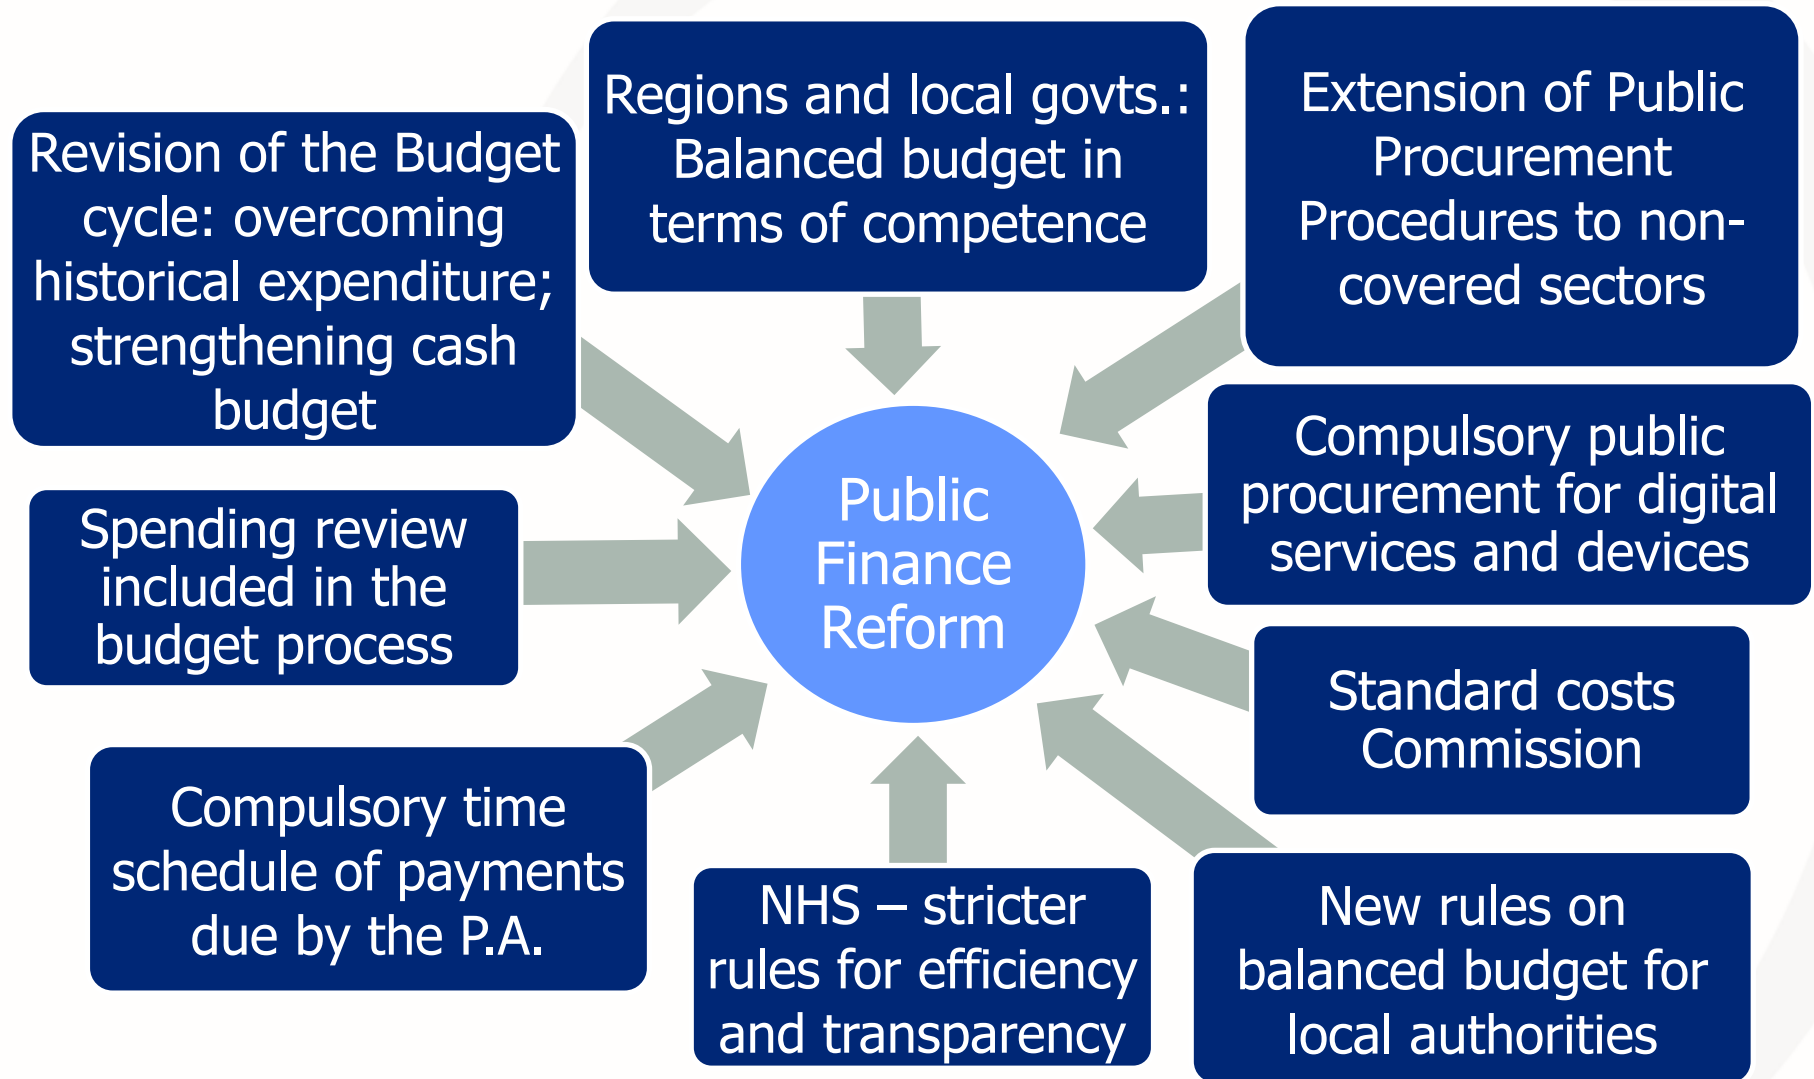 Revision of the Budget
cycle: overcoming
historical expenditure;
strengthening cash
budget
Regions and local govts.:
Balanced budget in
terms of competence
Extension of Public
Procurement
Procedures to non-
covered sectors
Compulsory public
procurement for digital
services and devices
Spending review
included in the
budget process
Public
Finance
Reform
Standard costs
Commission
Compulsory time
schedule of payments
due by the P.A.
NHS – stricter
rules for efficiency
and transparency
New rules on
balanced budget for
local authorities